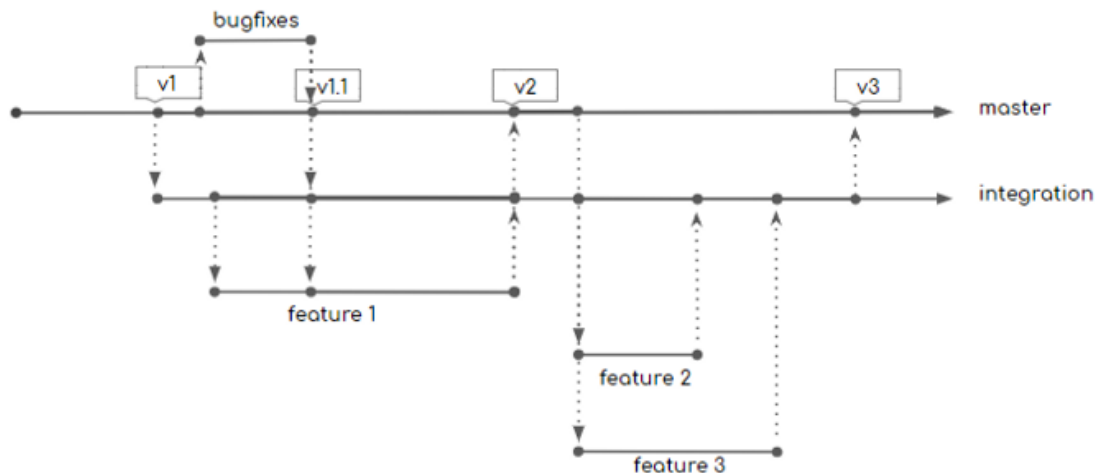 bugfixes
v1
v1.1
v2
v3
master
integration
feature 1
feature 2
feature 3